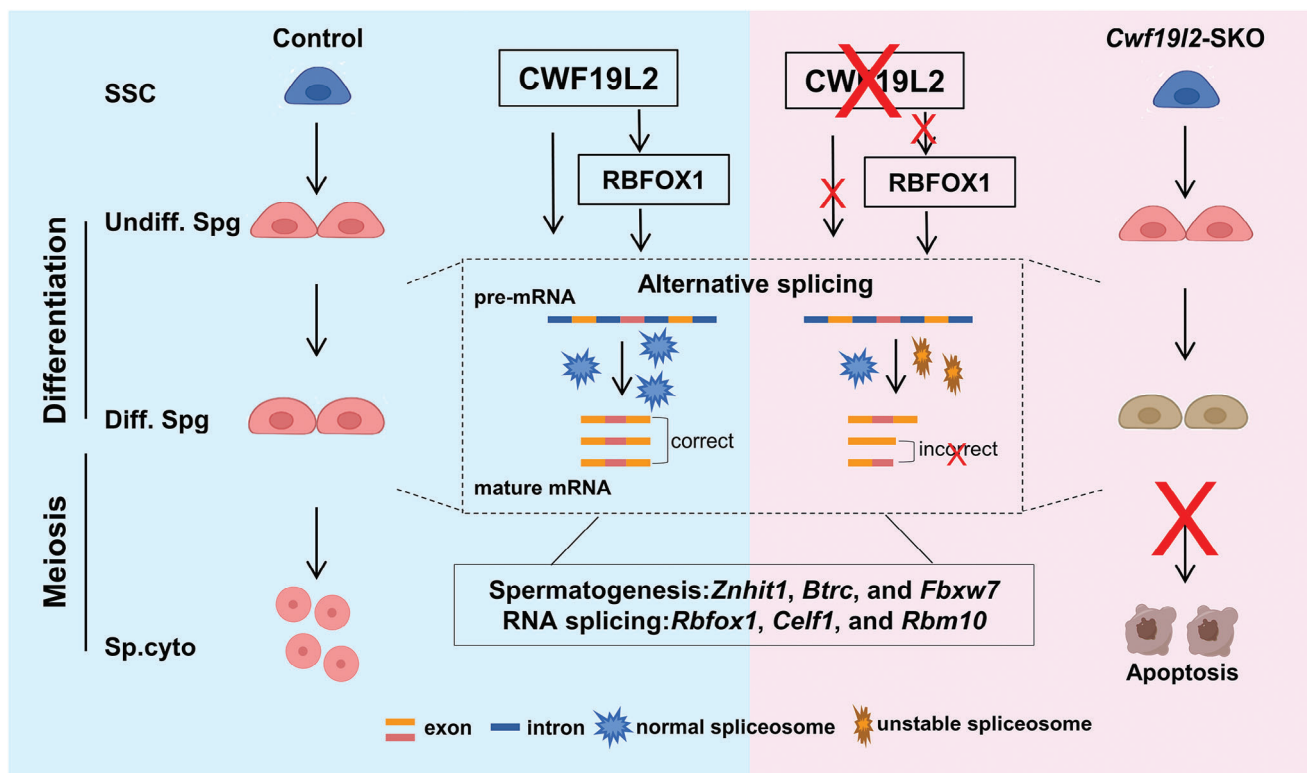 Control
Cwf19l2-SKO
SSC
CWF19L2
CWF19L2
RBFOX1
RBFOX1
Undiff. Spg
Differentiation
Alternative splicing
pre-mRNA
Diff. Spg
correct
incorrect
mature mRNA
Meiosis
Spermatogenesis:Znhit1, Btrc, and Fbxw7
RNA splicing:Rbfox1, Celf1, and Rbm10
Sp.cyto
Apoptosis
exon
intron
normal spliceosome
unstable spliceosome